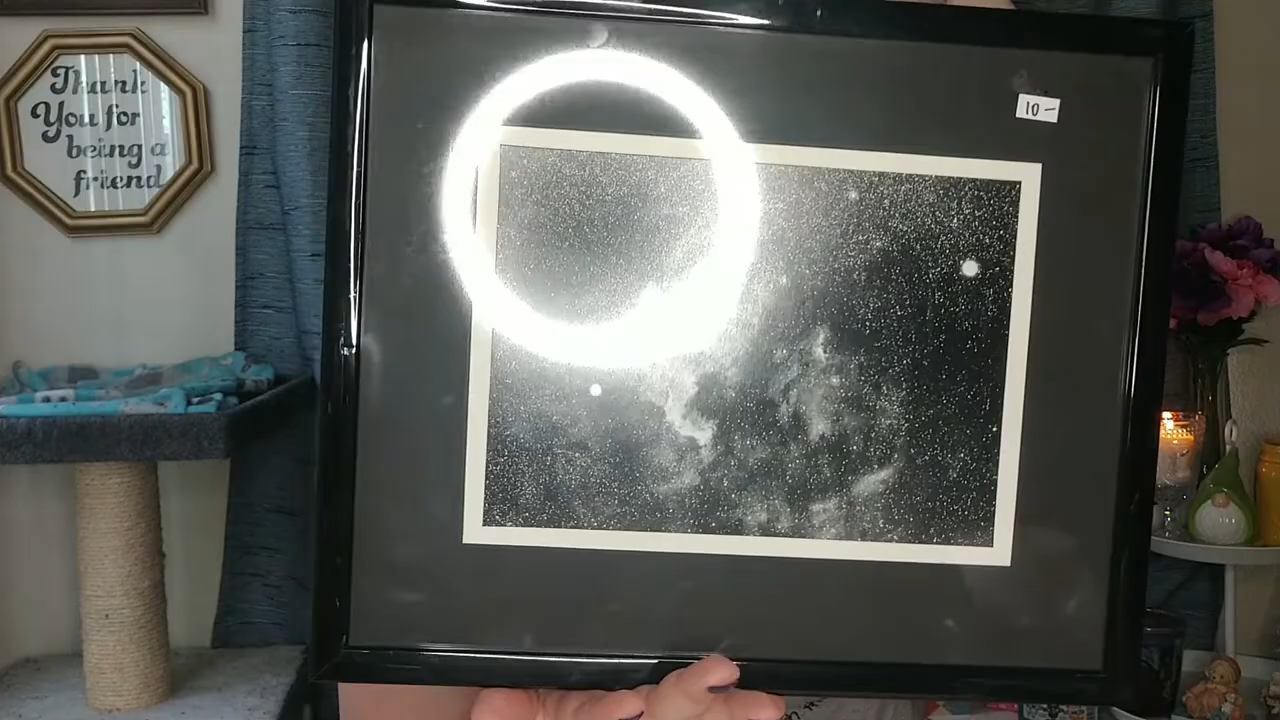 Thank
You for
being a
friend
10-